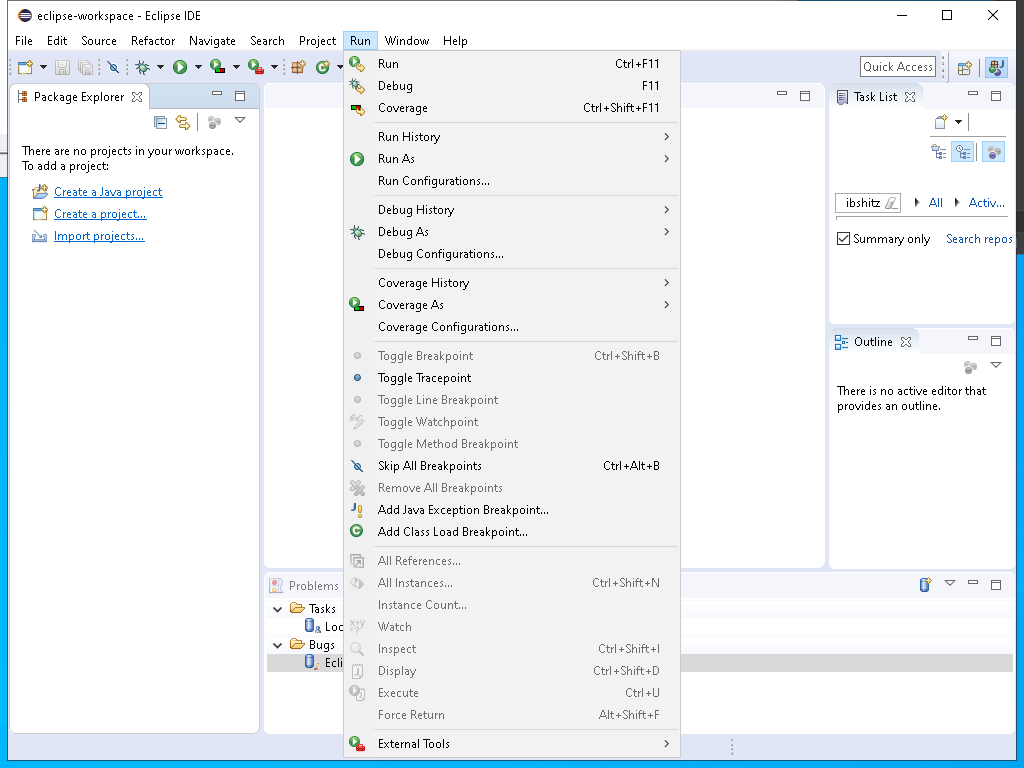 eclipse-workspace - Eclipse IDE
File Edit Source Refactor Navigate Search Project Run Window Help
Quick Access
Package Explorer
There are no projects in your workspace.
To add a project:
Create a Java project
Create a project...
Import projects...
Run Ctrl+F11
Debug F11
Coverage Ctrl+Shift+F11
Run History
Run As
Run Configurations...
Debug History
Debug As
Debug Configurations...
Coverage History
Coverage As
Coverage Configurations...
Toggle Breakpoint Ctrl+Shift+B
Toggle Tracepoint
Toggle Line Breakpoint
Toggle Watchpoint
Toggle Method Breakpoint
Skip All Breakpoints Ctrl+Alt+B
Remove All Breakpoints
Add Java Exception Breakpoint...
Add Class Load Breakpoint...
All References...
All Instances... Ctrl+Shift+N
Instance Count...
Watch
Inspect Ctrl+Shift+I
Display Ctrl+Shift+D
Execute Ctrl+U
Force Return Alt+Shift+F
External Tools
Task List
ibshitz All Activ...
Summary only Search repos
Outline
There is no active editor that
provides an outline.
Problems
Tasks
Loc
Bugs
Ecli